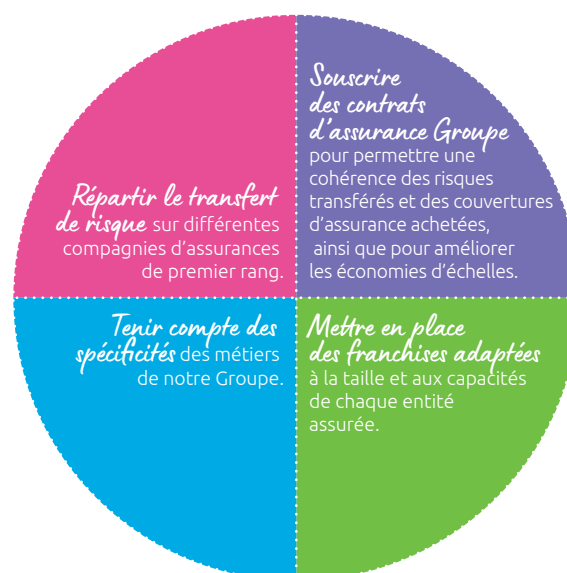 Souscrire
des contrats
d'assurance Groupe
pour permettre une
cohérence des risques
transférés et des couvertures
d'assurance achetées,
ainsi que pour améliorer
les économies d'échelles.
Répartir le transfert
de risque sur différentes
compagnies d'assurances
de premier rang.
Tenir compte des
spécificités des métiers
de notre Groupe.
Mettre en place
des franchises adaptées
à la taille et aux capacités
de chaque entité
assurée.